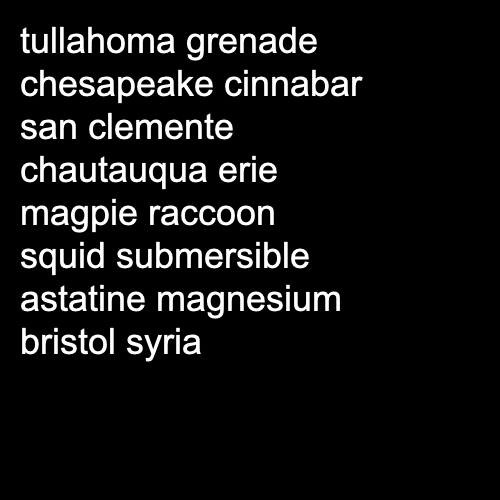 tullahoma grenade
chesapeake cinnabar
san clemente
chautauqua erie
magpie raccoon
squid submersible
astatine magnesium
bristol syria